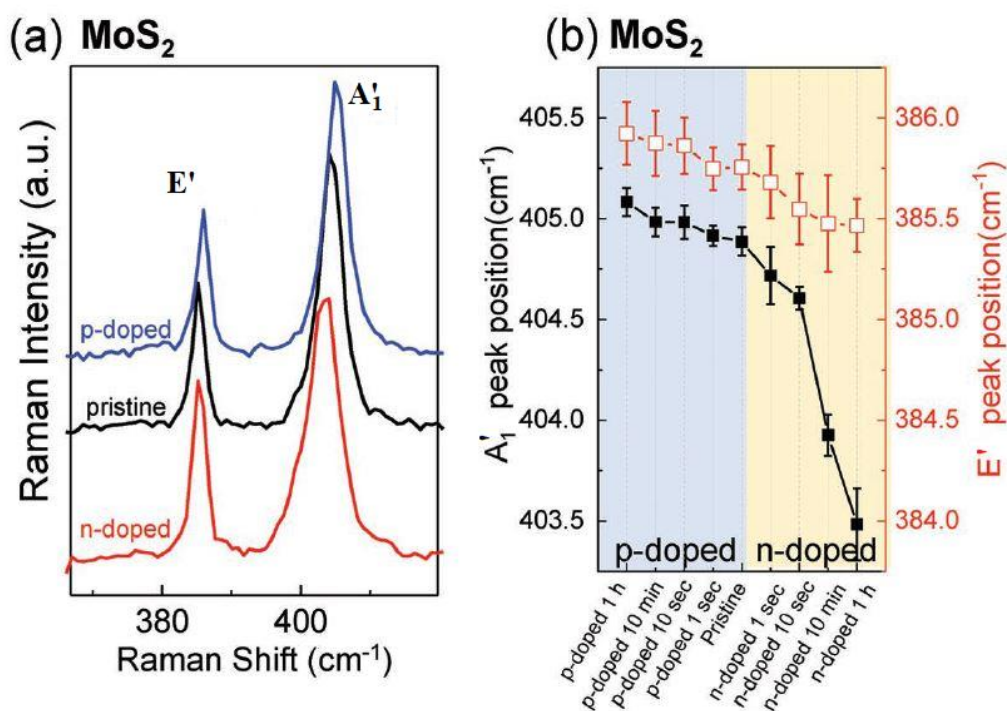 (a) MoS₂
Raman Intensity (a.u.)
E'
A'₁
p-doped
pristine
n-doped
380
400
Raman Shift (cm⁻¹)
(b) MoS₂
A'₁ peak position(cm⁻¹)
405.5
405.0
404.5
404.0
403.5
p-doped
n-doped
386.0
385.5
385.0
384.5
384.0
E' peak position(cm⁻¹)
p-doped 1 h
p-doped 10 min
p-doped 10 sec
p-doped 1 sec
Pristine
n-doped 1 sec
n-doped 10 sec
n-doped 10 min
n-doped 1 h